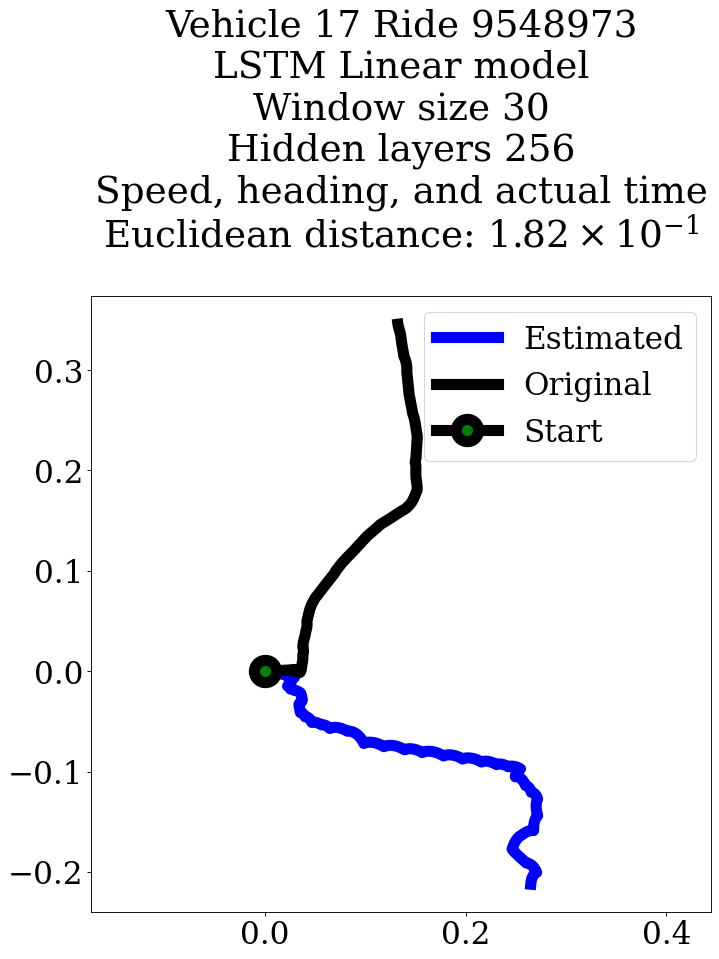 Vehicle 17 Ride 9548973
LSTM Linear model
Window size 30
Hidden layers 256
Speed, heading, and actual time
Euclidean distance: 1.82 × 10⁻¹
Estimated
Original
Start
0.3
0.2
0.1
0.0
−0.1
−0.2
0.0 0.2 0.4